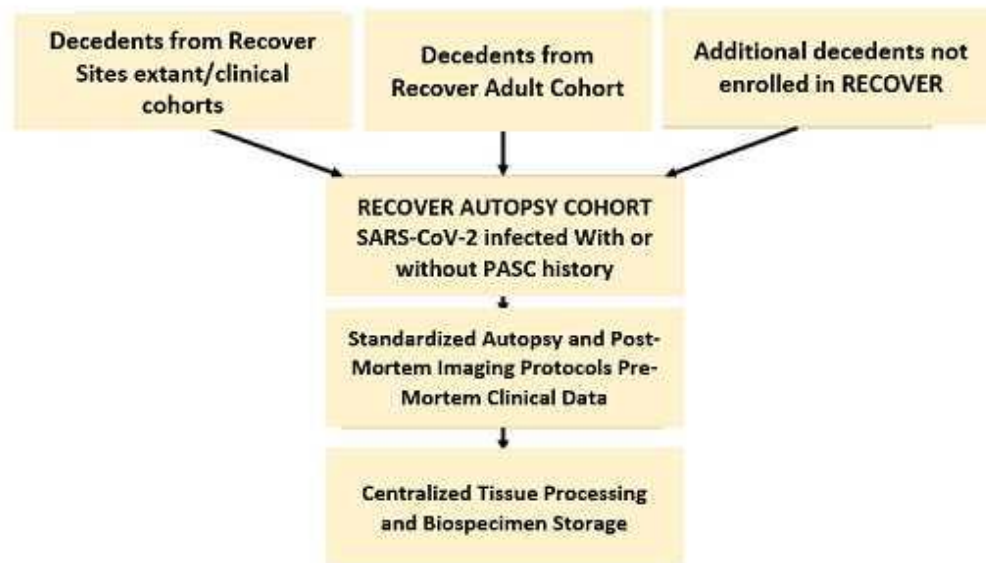 Decedents from Recover
Sites extant/clinical
cohorts
Decedents from
Recover Adult Cohort
Additional decedents not
enrolled in RECOVER
RECOVER AUTOPSY COHORT
SARS-CoV-2 infected With or
without PASC history
Standardized Autopsy and Post-
Mortem Imaging Protocols Pre-
Mortem Clinical Data
Centralized Tissue Processing
and Biospecimen Storage